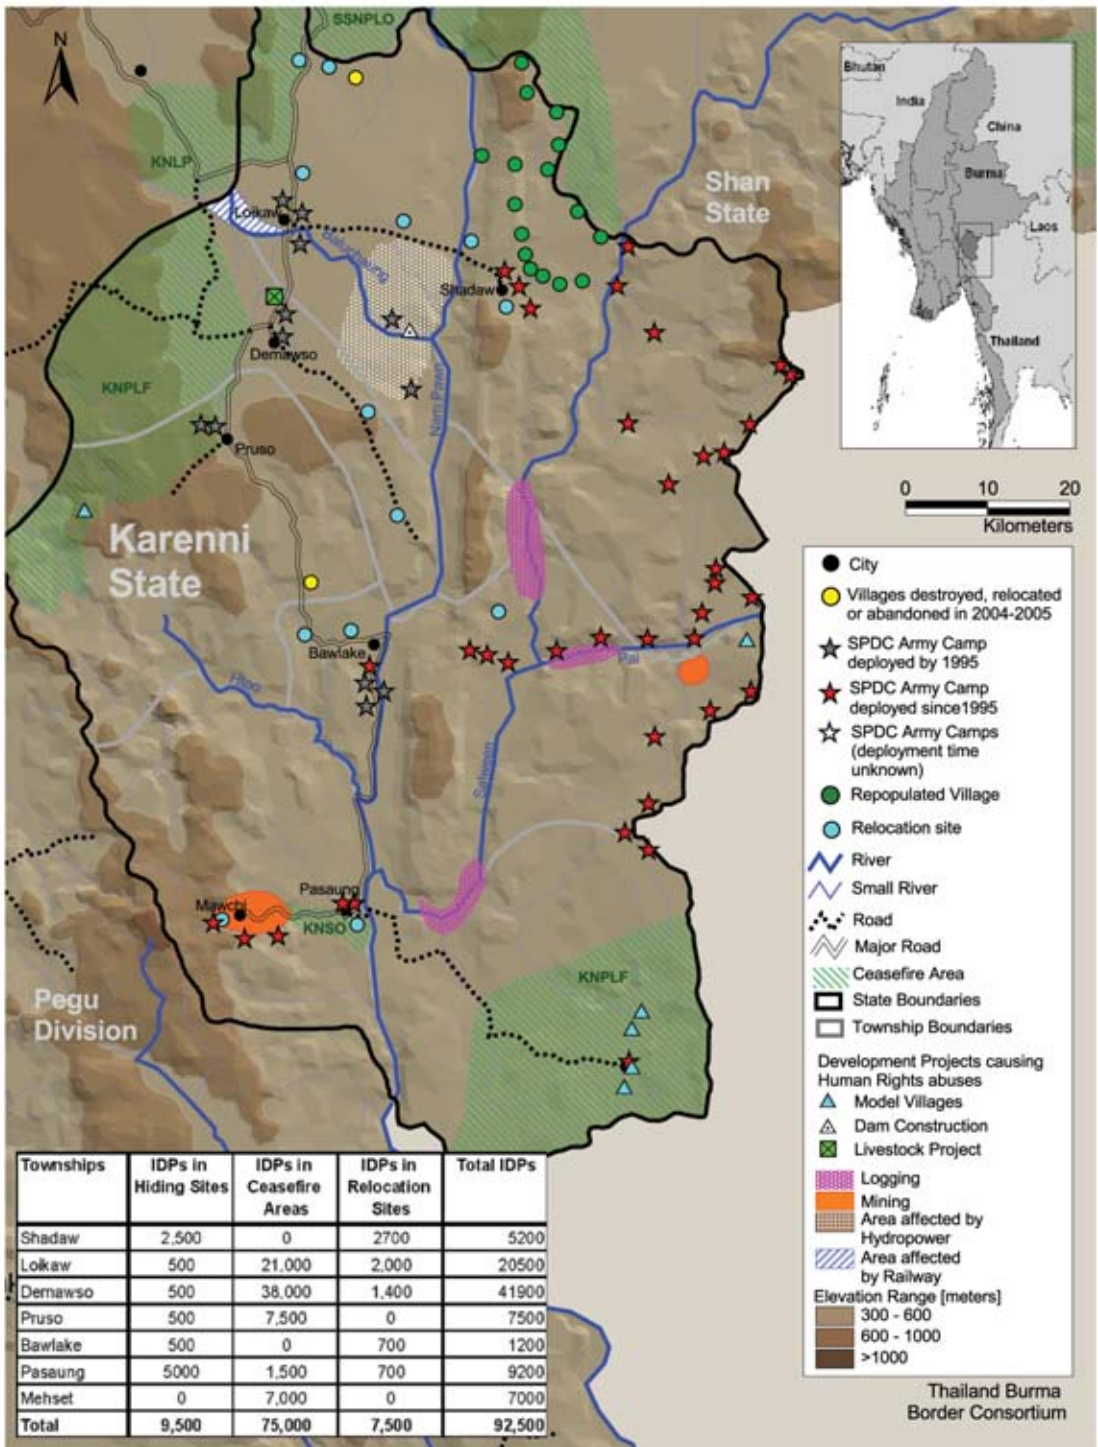 N
SSNPLO
KNLP
Loikaw
Baluchaung
Shadaw
Demawso
KNPLF
Pruso
Nam Pawn
Shan
State
Bhutan
India
China
Burma
Laos
Thailand
0 10 20
Kilometers
Karenni
State
Bawlake
Htoo
Pai
Salween
Pasaung
Mawchi
KNSO
KNPLF
Pegu
Division
City
Villages destroyed, relocated
or abandoned in 2004-2005
SPDC Army Camp
deployed by 1995
SPDC Army Camp
deployed since1995
SPDC Army Camps
(deployment time
unknown)
Repopulated Village
Relocation site
River
Small River
Road
Major Road
Ceasefire Area
State Boundaries
Township Boundaries
Development Projects causing
Human Rights abuses
Model Villages
Dam Construction
Livestock Project
Logging
Mining
Area affected by
Hydropower
Area affected
by Railway
Elevation Range [meters]
300 - 600
600 - 1000
>1000
Townships IDPs in Hiding Sites IDPs in Ceasefire Areas IDPs in Relocation Sites Total IDPs
Shadaw 2,500 0 2700 5200
Loikaw 500 21,000 2,000 20500
Demawso 500 38,000 1,400 41900
Pruso 500 7,500 0 7500
Bawlake 500 0 700 1200
Pasaung 5000 1,500 700 9200
Mehset 0 7,000 0 7000
Total 9,500 75,000 7,500 92,500
Thailand Burma
Border Consortium